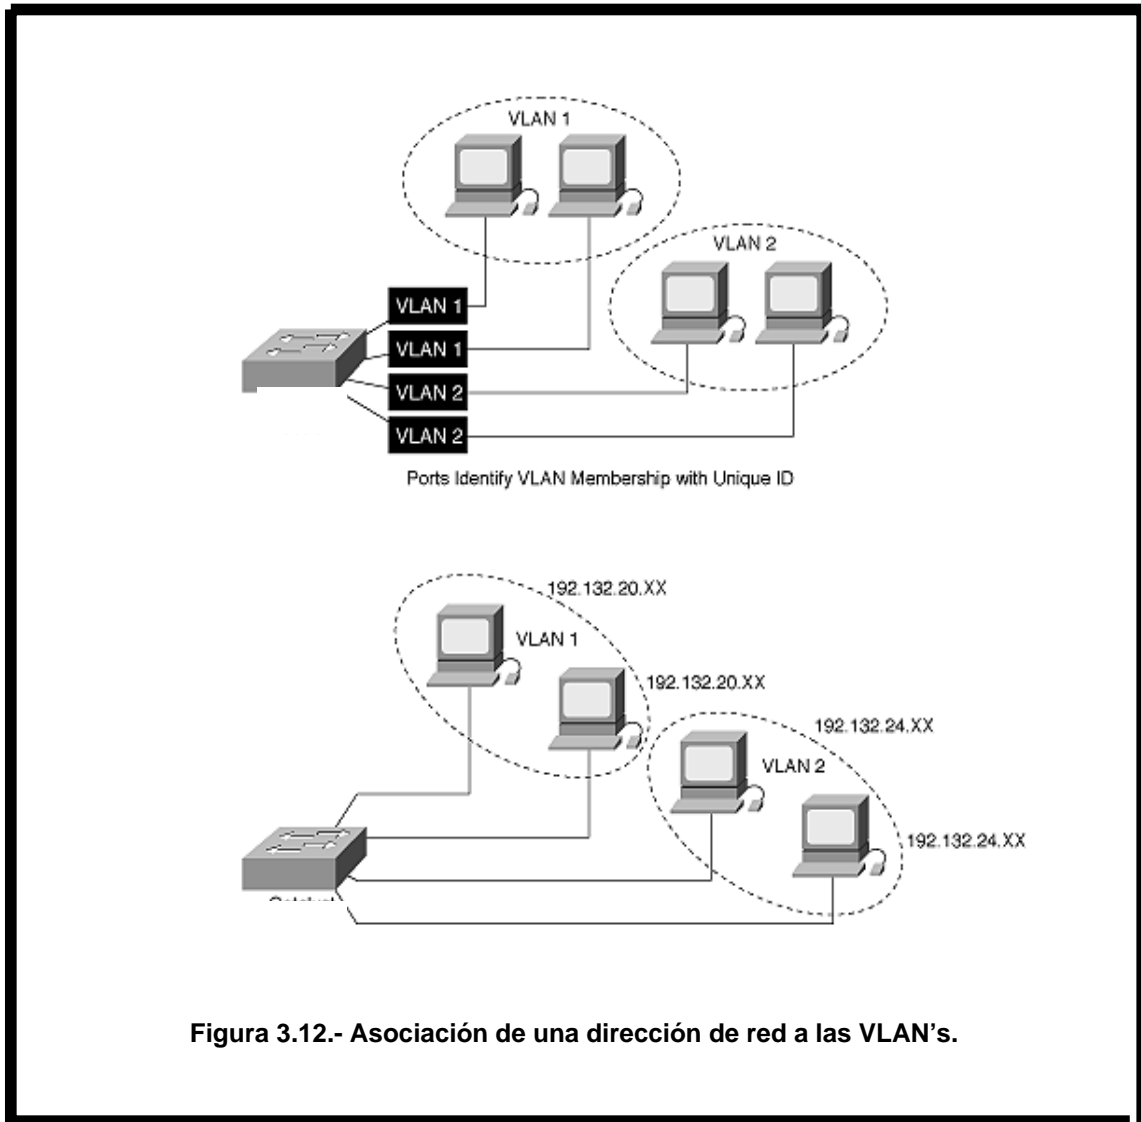 VLAN 1
VLAN 2
VLAN 1
VLAN 1
VLAN 2
VLAN 2
Ports Identify VLAN Membership with Unique ID
192.132.20.XX
VLAN 1
192.132.20.XX
192.132.24.XX
VLAN 2
192.132.24.XX
Figura 3.12.- Asociación de una dirección de red a las VLAN’s.